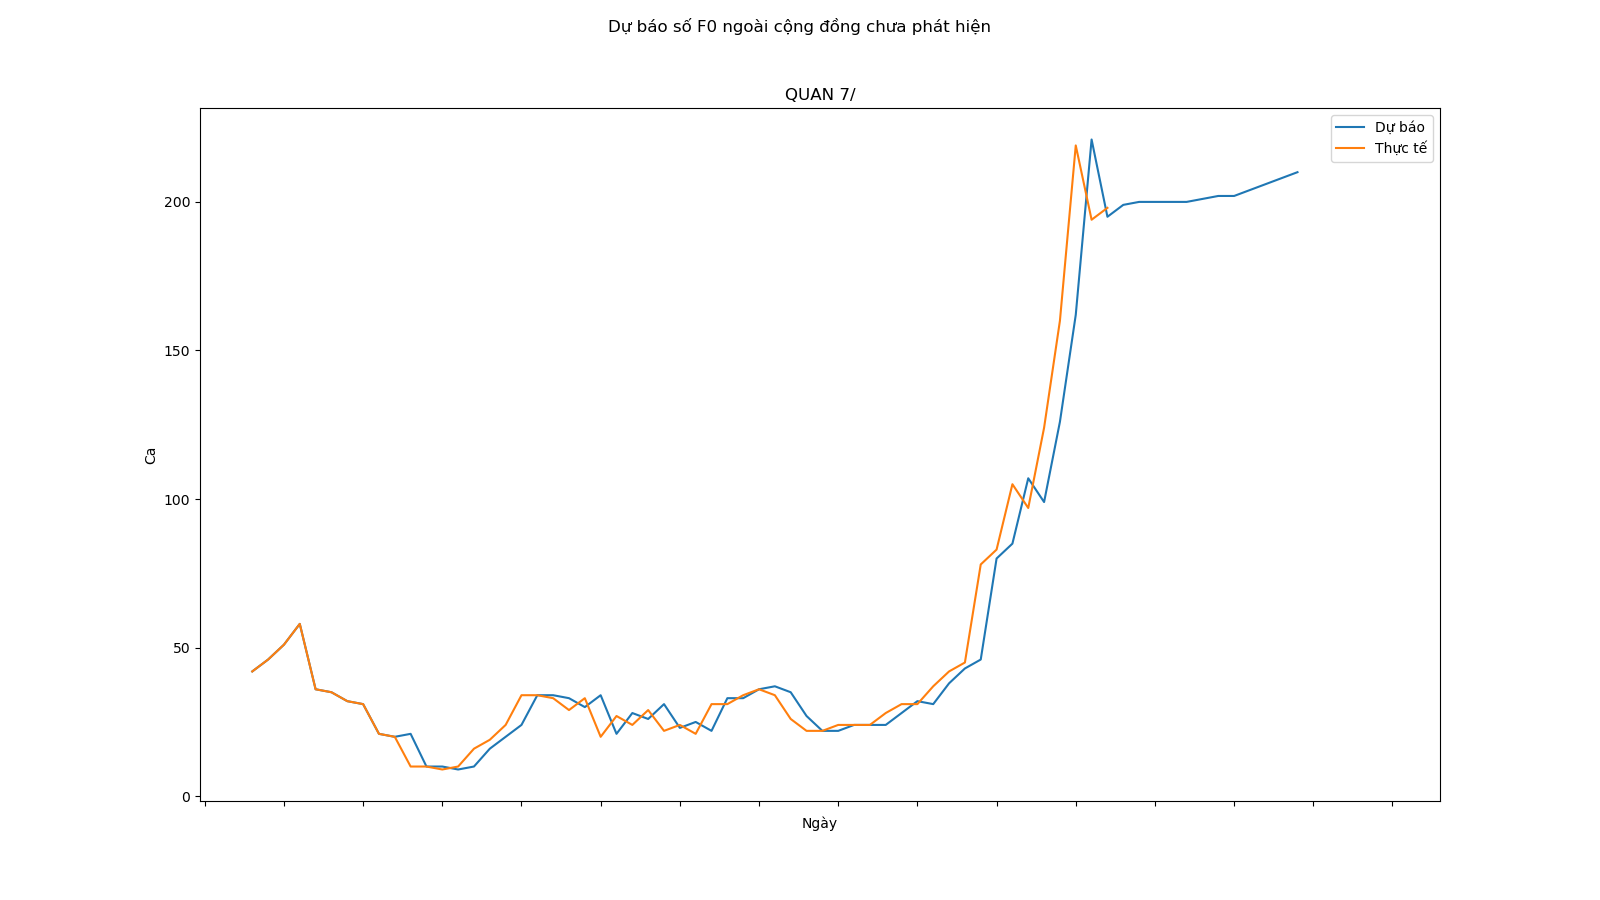 Dự báo số F0 ngoài cộng đồng chưa phát hiện
QUAN 7/
Dự báo
Thực tế
200
150
100
50
0
Ca
Ngày